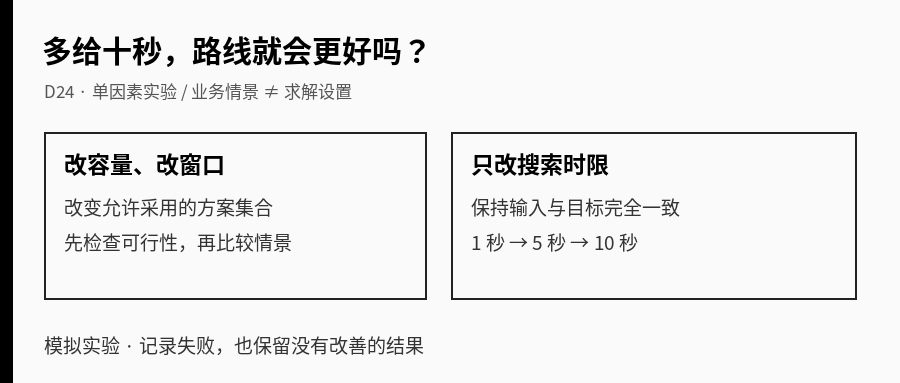 多给十秒，路线就会更好吗？
D24 · 单因素实验 / 业务情景 ≠ 求解设置
改容量、改窗口
改变允许采用的方案集合
先检查可行性，再比较情景
只改搜索时限
保持输入与目标完全一致
1 秒 → 5 秒 → 10 秒
模拟实验 · 记录失败，也保留没有改善的结果